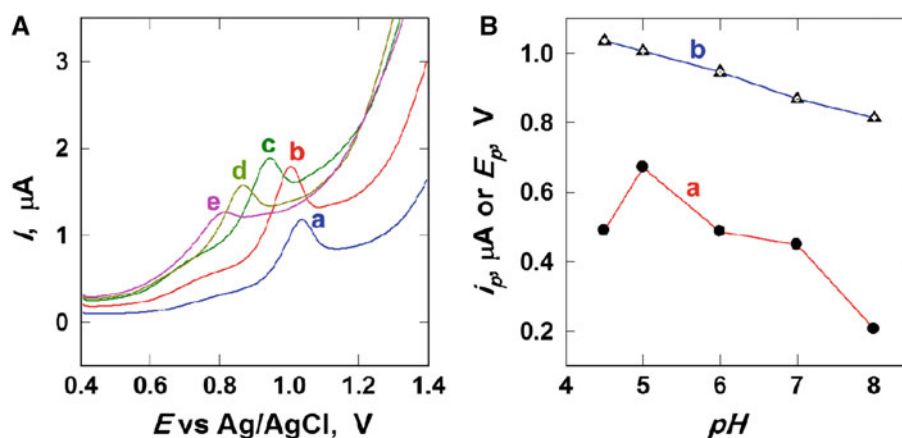 A
I, μA
3
2
1
0
a
b
c
d
e
0.4 0.6 0.8 1.0 1.2 1.4
E vs Ag/AgCl, V
B
i_p, μA or E_p, V
1.0
0.8
0.6
0.4
0.2
b
a
4 5 6 7 8
pH